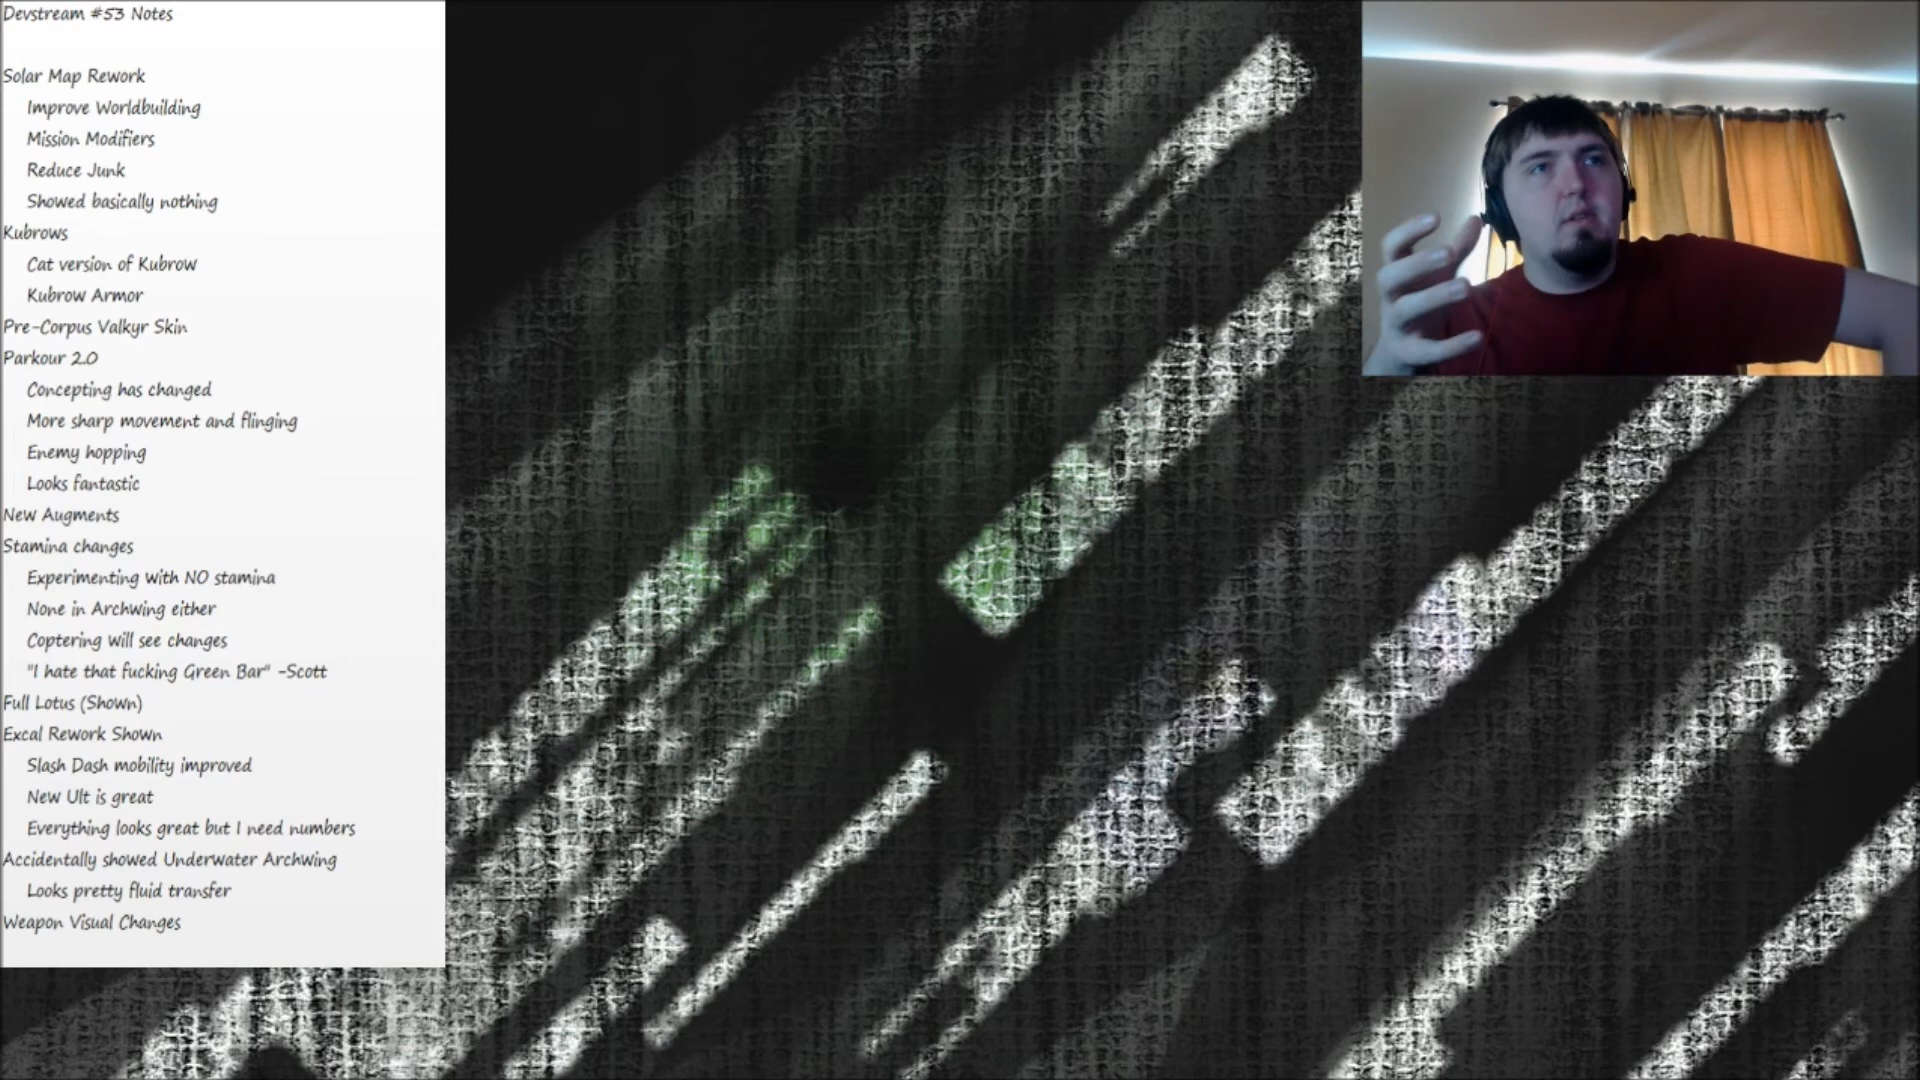 Devstream #53 Notes
Solar Map Rework
Improve Worldbuilding
Mission Modifiers
Reduce Junk
Showed basically nothing
Kubrows
Cat version of Kubrow
Kubrow Armor
Pre-Corpus Valkyr Skin
Parkour 2.0
Concepting has changed
More sharp movement and flinging
Enemy hopping
Looks fantastic
New Augments
Stamina changes
Experimenting with NO stamina
None in Archwing either
Coptering will see changes
"I hate that fucking Green Bar" -Scott
Full Lotus (Shown)
Excal Rework Shown
Slash Dash mobility improved
New Ult is great
Everything looks great but I need numbers
Accidentally showed Underwater Archwing
Looks pretty fluid transfer
Weapon Visual Changes